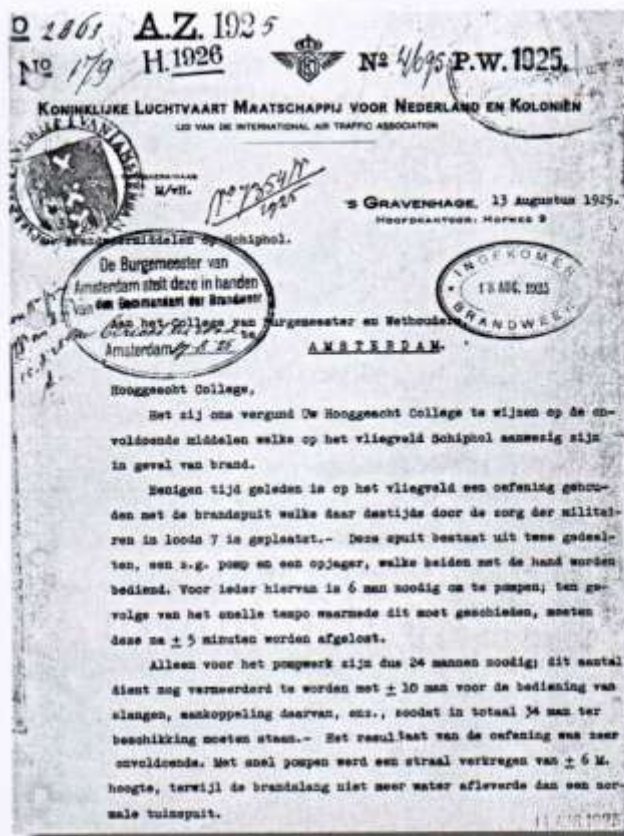 O 2061 A.Z. 1925
No 179 H. 1926 No 4/695 P.W. 1925.
KONINKLIJKE LUCHTVAART MAATSCHAPPIJ VOOR NEDERLAND EN KOLONIËN
LID VAN DE INTERNATIONAL AIR TRAFFIC ASSOCIATION
No 7354/
1925
M/vH.
'S GRAVENHAGE, 13 Augustus 1925.
HOOFDKANTOOR: HOFWEG 9
Brandweermiddelen op Schiphol.
De Burgemeester van
Amsterdam stelt deze in handen
van den Commandant der Brandweer
Amsterdam
INGEKOMEN
18 AUG. 1925
BRANDWEER
Aan het College van Burgemeester en Wethouders,
te
AMSTERDAM.
Hooggeacht College,
Het zij ons vergund Uw Hooggeacht College te wijzen op de on-
voldoende middelen welke op het vliegveld Schiphol aanwezig zijn
in geval van brand.
Eenigen tijd geleden is op het vliegveld een oefening gehou-
den met de brandspuit welke daar destijds door de zorg der militai-
ren in loods 7 is geplaatst.- Deze spuit bestaat uit twee gedeel-
ten, een z.g. pomp en een opjager, welke beiden met de hand worden
bediend. Voor ieder hiervan is 6 man noodig om te pompen; ten ge-
volge van het snelle tempo waarmede dit moet geschieden, moeten
deze na ± 5 minuten worden afgelost.
Alleen voor het pompwerk zijn dus 24 mannen noodig; dit aantal
dient nog vermeerderd te worden met ± 10 man voor de bediening van
slangen, aankoppeling daarvan, enz., zoodat in totaal 34 man ter
beschikking moeten staan.- Het resultaat van de oefening was zeer
onvoldoende. Met snel pompen werd een straal verkregen van ± 6 M.
hoogte, terwijl de brandslang niet meer water afleverde dan een nor-
male tuinspuit.